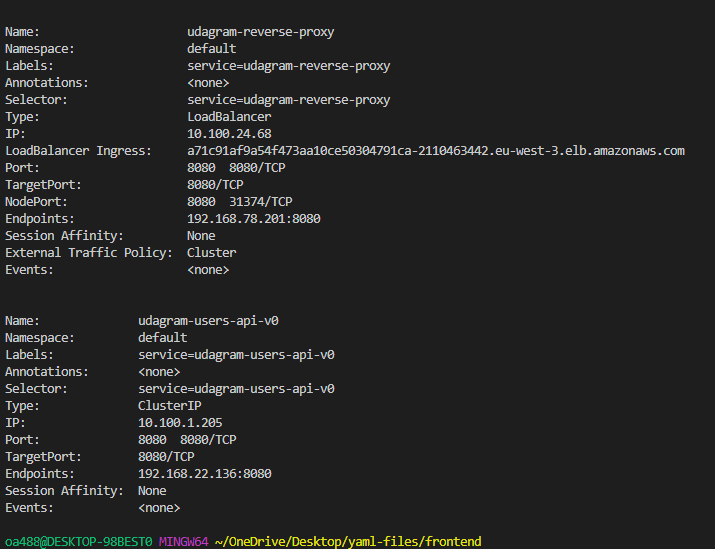 Name: udagram-reverse-proxy
Namespace: default
Labels: service=udagram-reverse-proxy
Annotations: <none>
Selector: service=udagram-reverse-proxy
Type: LoadBalancer
IP: 10.100.24.68
LoadBalancer Ingress: a71c91af9a54f473aa10ce50304791ca-2110463442.eu-west-3.elb.amazonaws.com
Port: 8080 8080/TCP
TargetPort: 8080/TCP
NodePort: 8080 31374/TCP
Endpoints: 192.168.78.201:8080
Session Affinity: None
External Traffic Policy: Cluster
Events: <none>
Name: udagram-users-api-v0
Namespace: default
Labels: service=udagram-users-api-v0
Annotations: <none>
Selector: service=udagram-users-api-v0
Type: ClusterIP
IP: 10.100.1.205
Port: 8080 8080/TCP
TargetPort: 8080/TCP
Endpoints: 192.168.22.136:8080
Session Affinity: None
Events: <none>
oa488@DESKTOP-98BEST0 MINGW64 ~/OneDrive/Desktop/yaml-files/frontend